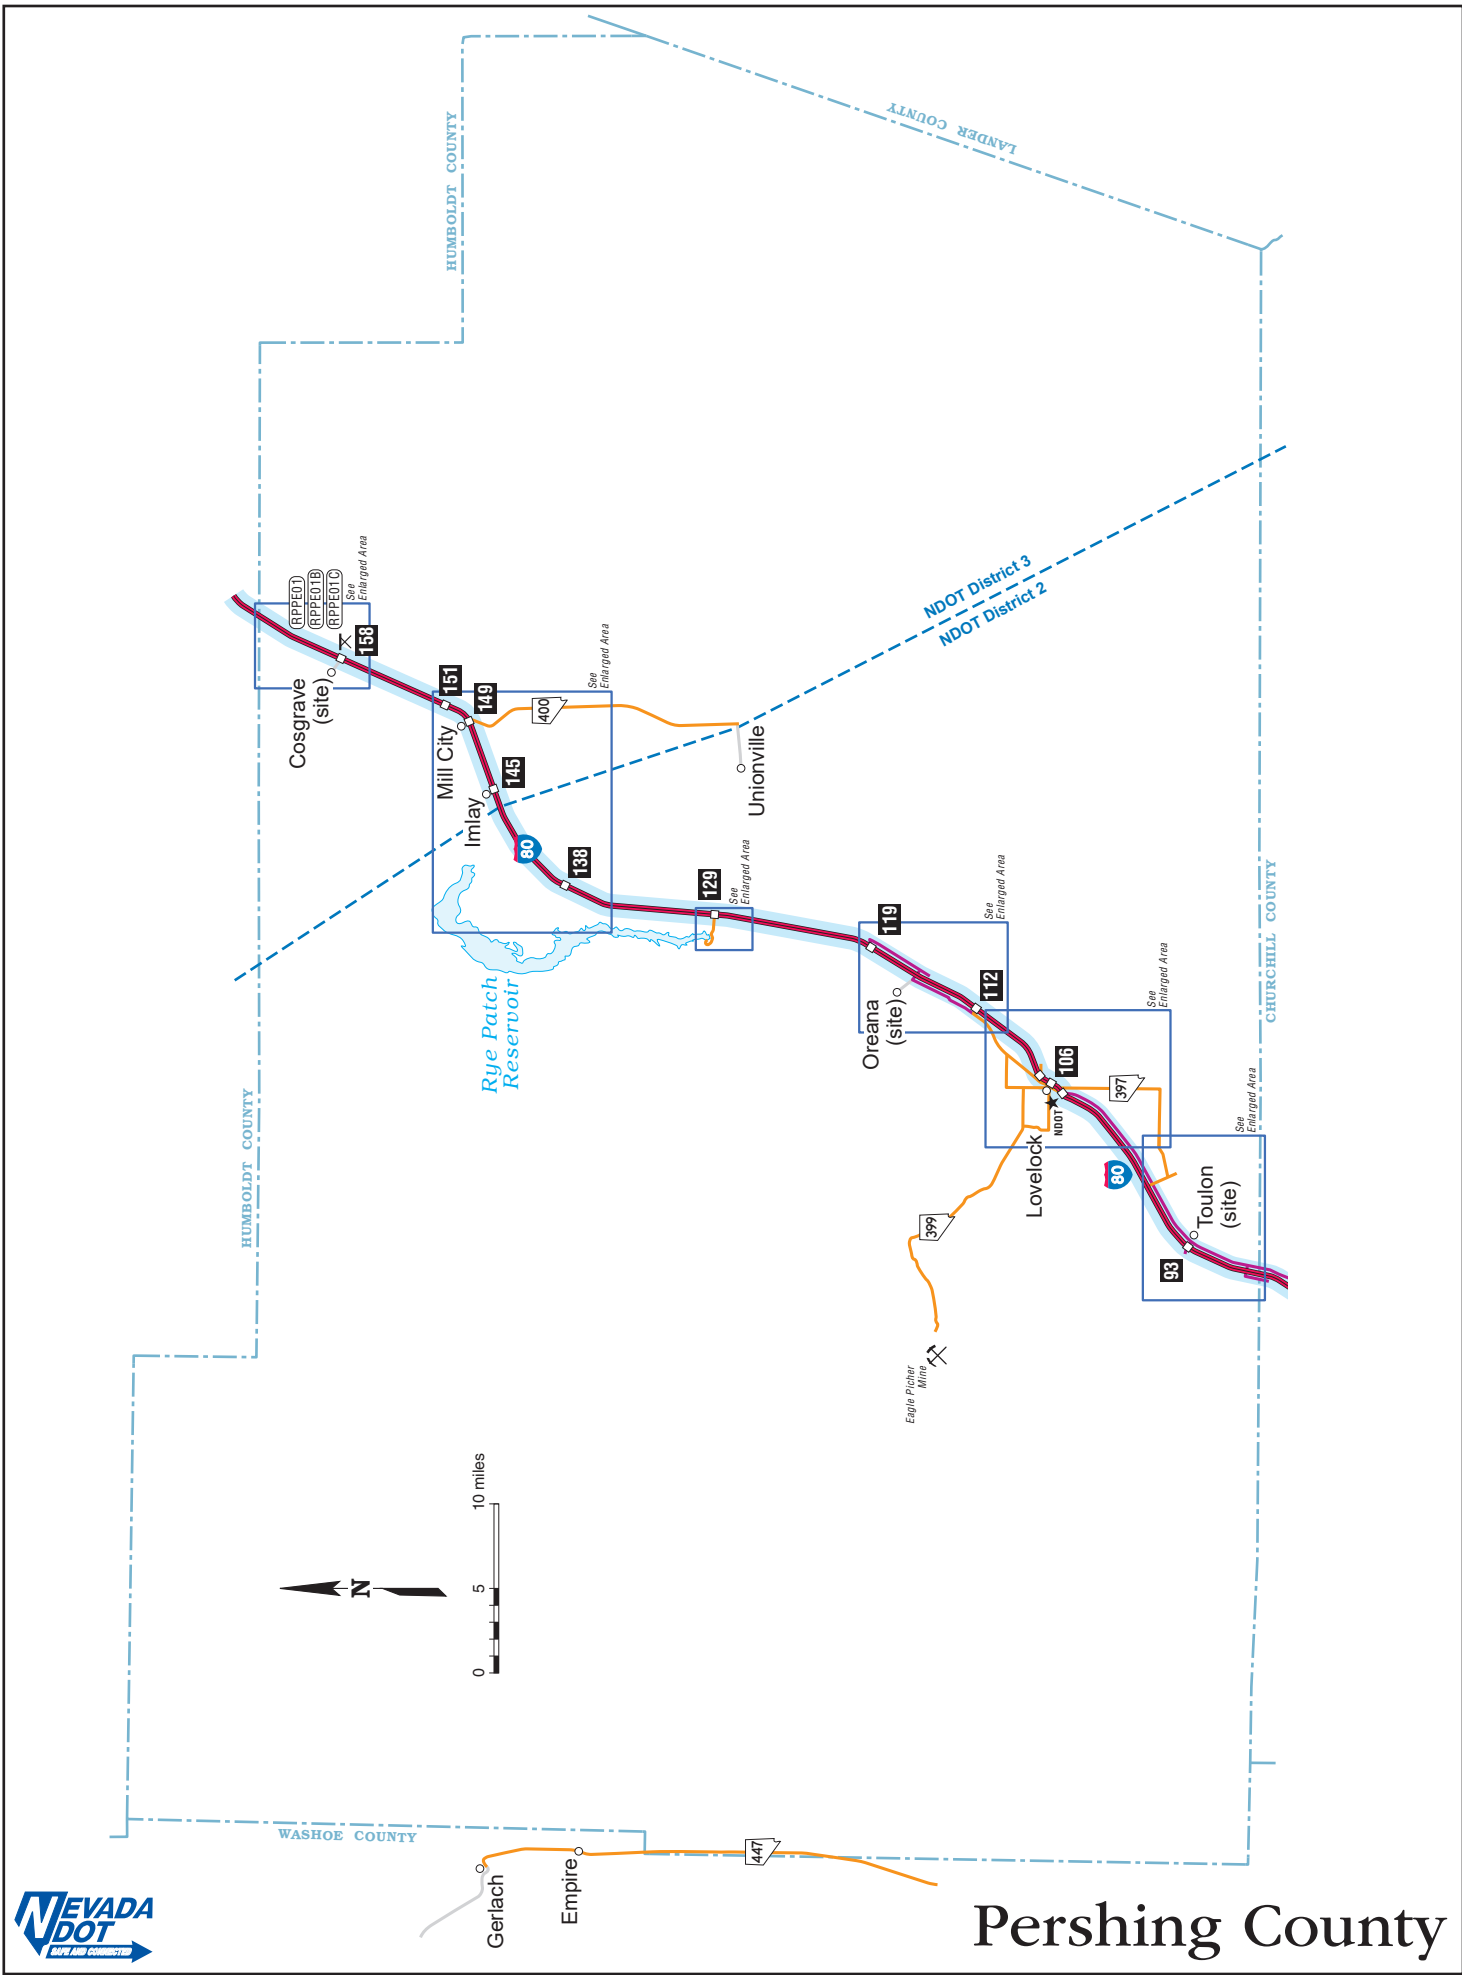 HUMBOLDT COUNTY
LANDER COUNTY
RPPE01
RPPE01B
RPPE01C
See
Enlarged Area
158
Cosgrave
(site)
151
149
Mill City
400
See
Enlarged Area
145
Imlay
80
138
Unionville
NDOT District 3
NDOT District 2
129
See
Enlarged Area
Rye Patch
Reservoir
119
See
Enlarged Area
112
Oreana
(site)
CHURCHILL COUNTY
See
Enlarged Area
106
397
NDOT
Lovelock
See
Enlarged Area
80
Toulon
(site)
93
399
Eagle Picher
Mine
HUMBOLDT COUNTY
N
0
5
10 miles
WASHOE COUNTY
447
Gerlach
Empire
NEVADA
DOT
SAFE AND CONNECTED
Pershing County